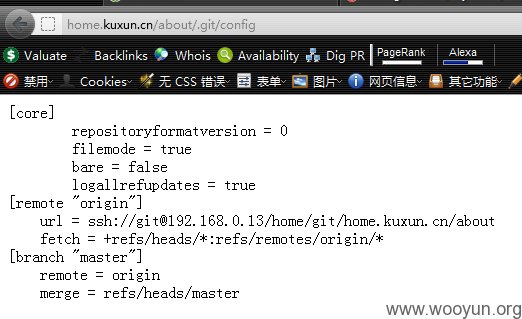 home.kuxun.cn/about/.git/config
Valuate Backlinks Whois Availability Dig PR PageRank Alexa
禁用 Cookies 无 CSS 错误 表单 图片 网页信息 其它功能
[core]
repositoryformatversion = 0
filemode = true
bare = false
logallrefupdates = true
[remote "origin"]
url = ssh://git@192.168.0.13/home/git/home.kuxun.cn/about
fetch = +refs/heads/*:refs/remotes/origin/*
[branch "master"]
remote = origin
merge = refs/heads/master
www.wooyun.org